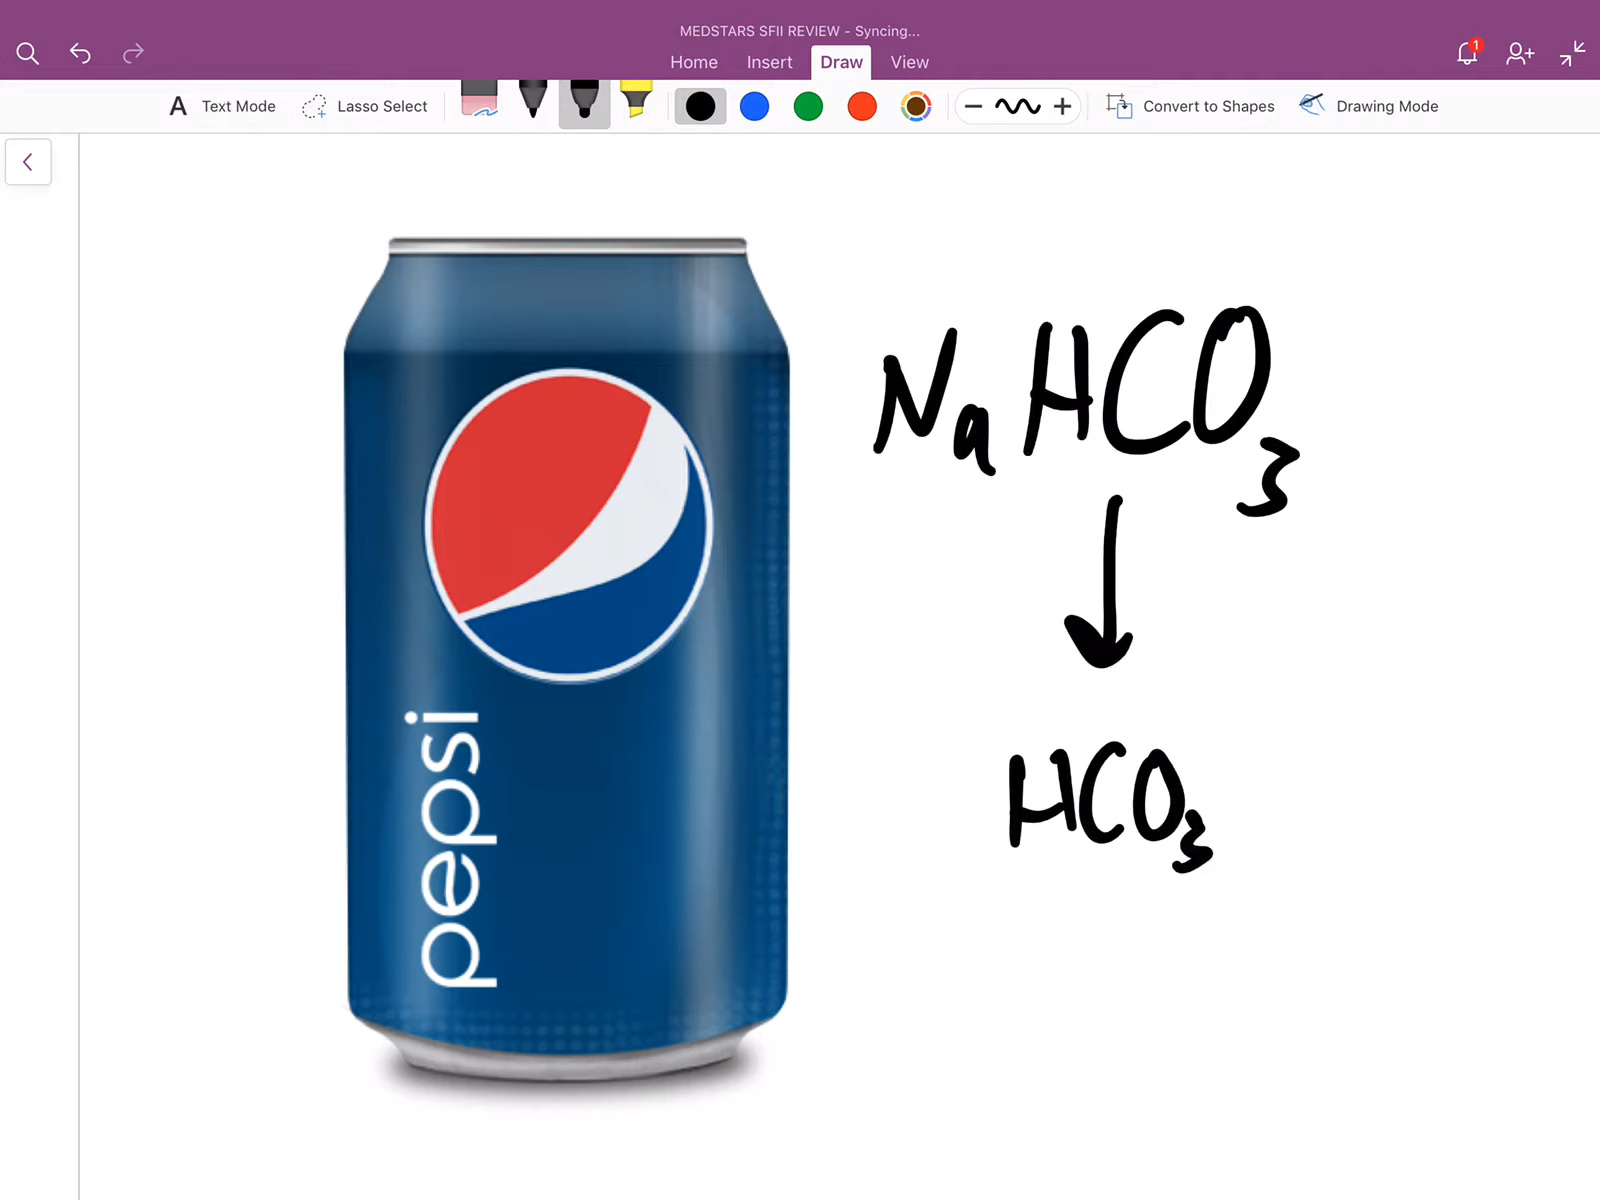 MEDSTARS SFII REVIEW - Syncing...
Home Insert Draw View
1
A Text Mode Lasso Select Convert to Shapes Drawing Mode
pepsi
NaHCO₃
HCO₃